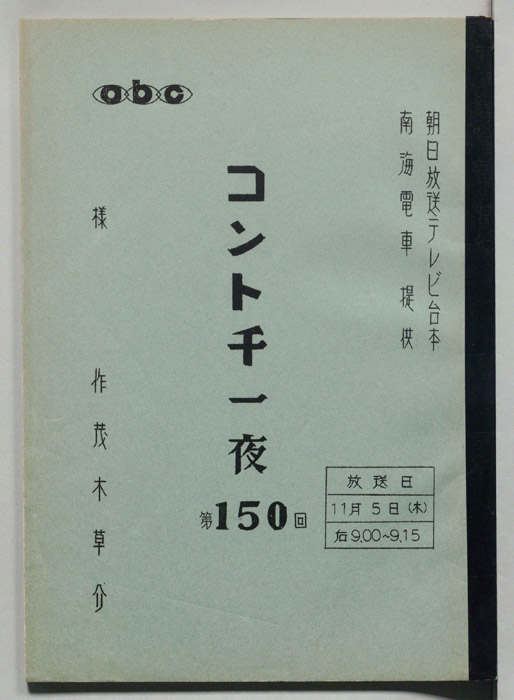 朝日放送テレビ台本
南海電車提供
abc
コント千一夜
第150回
放送日
11月5日(木)
后9.00~9.15
様
作茂木草介